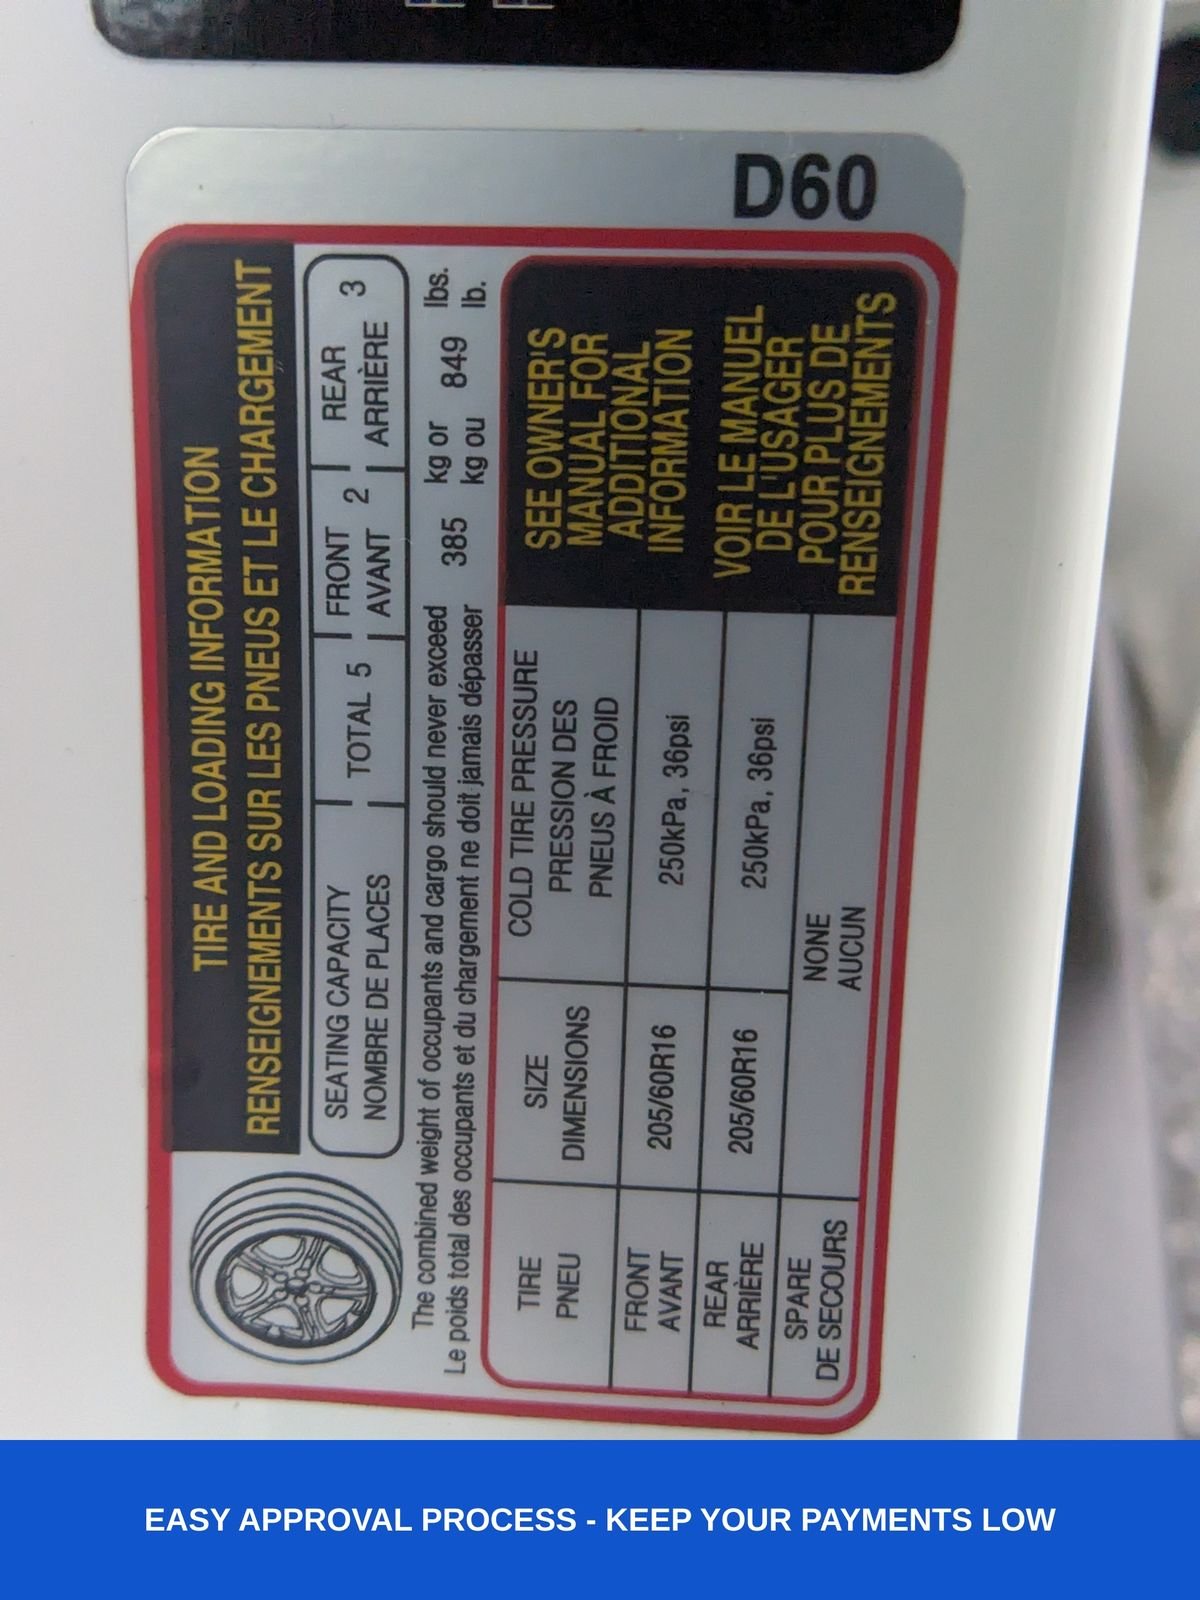 D60
TIRE AND LOADING INFORMATION
RENSEIGNEMENTS SUR LES PNEUS ET LE CHARGEMENT
SEATING CAPACITY
NOMBRE DE PLACES
TOTAL 5
FRONT
AVANT 2
REAR
ARRIÈRE 3
The combined weight of occupants and cargo should never exceed 385 kg or 849 lbs.
Le poids total des occupants et du chargement ne doit jamais dépasser kg ou lb.
TIRE
PNEU
SIZE
DIMENSIONS
COLD TIRE PRESSURE
PRESSION DES
PNEUS À FROID
FRONT
AVANT
205/60R16
250kPa, 36psi
REAR
ARRIÈRE
205/60R16
250kPa, 36psi
SPARE
DE SECOURS
NONE
AUCUN
SEE OWNER'S
MANUAL FOR
ADDITIONAL
INFORMATION
VOIR LE MANUEL
DE L'USAGER
POUR PLUS DE
RENSEIGNEMENTS
EASY APPROVAL PROCESS - KEEP YOUR PAYMENTS LOW